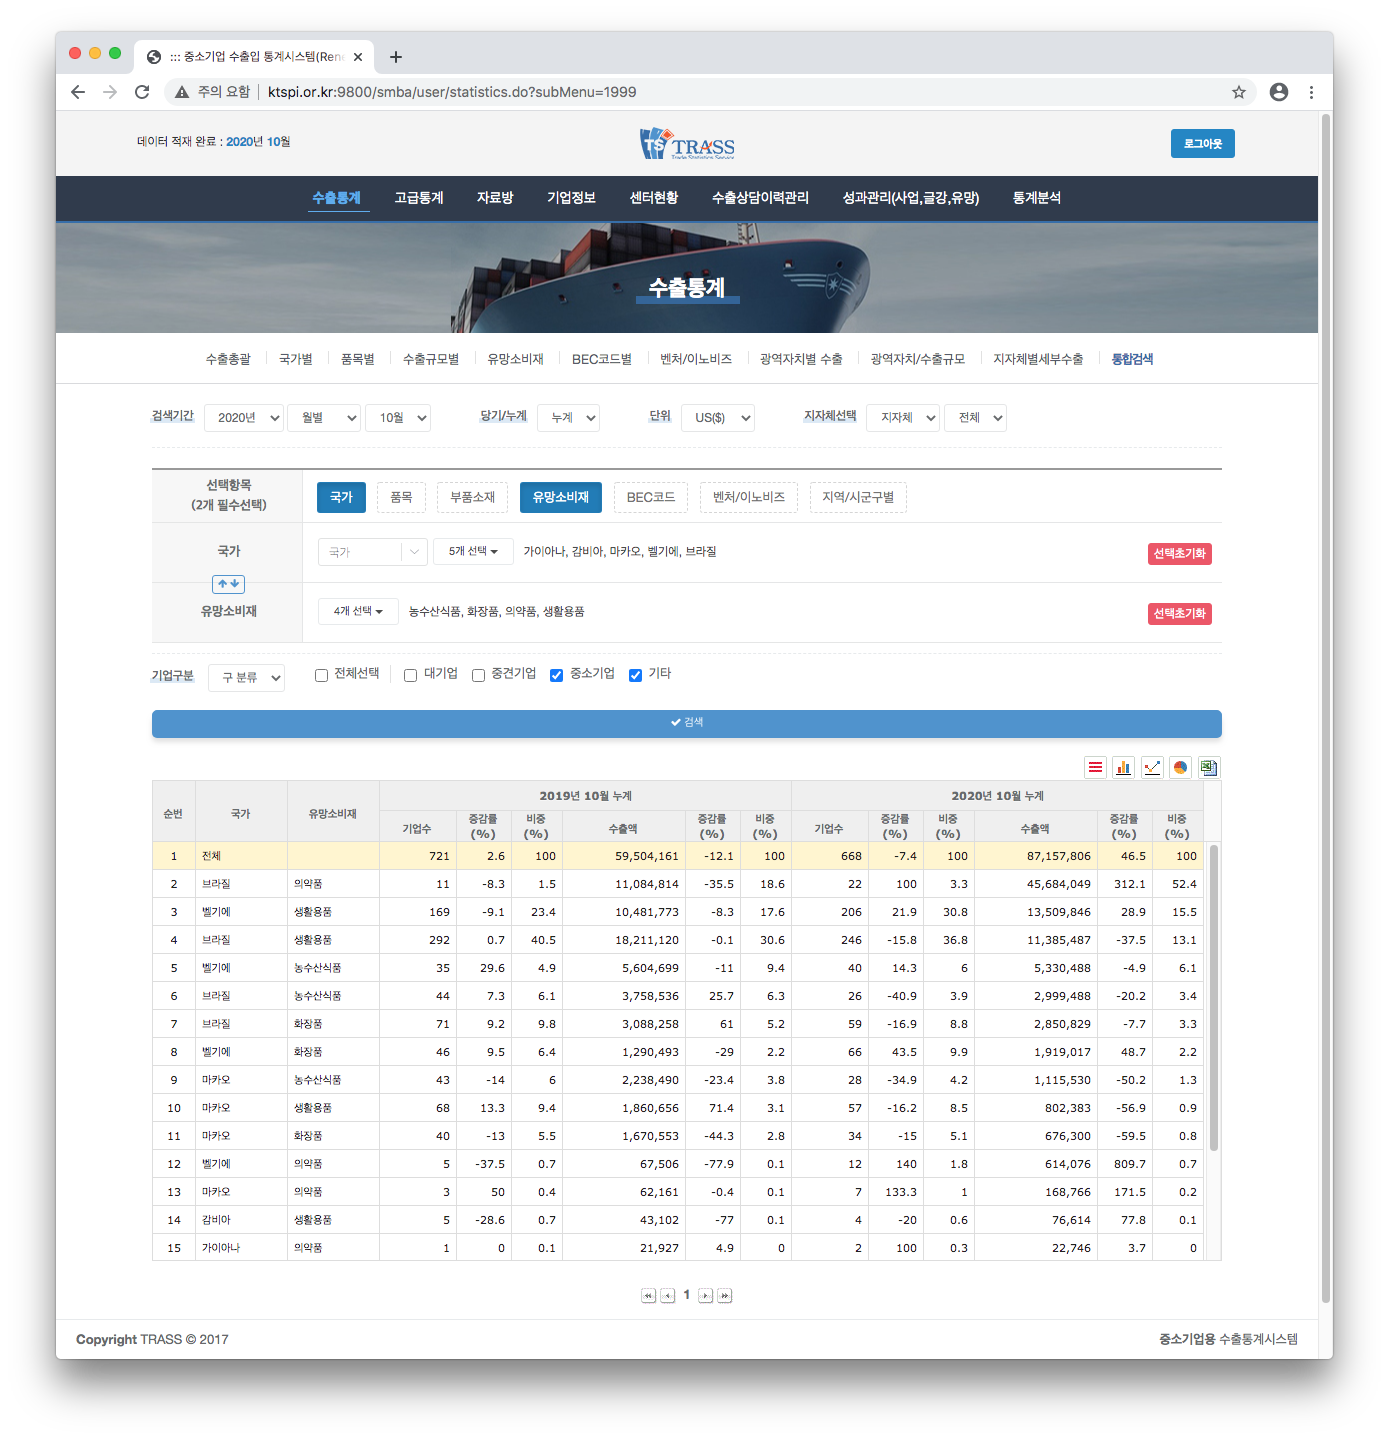 ::: 중소기업 수출입 통계시스템(Ren
주의 요함 | ktspi.or.kr:9800/smba/user/statistics.do?subMenu=1999
데이터 적재 완료 : 2020년 10월
TS TRASS
Trade Statistics Service
로그아웃
수출통계 고급통계 자료방 기업정보 센터현황 수출상담이력관리 성과관리(사업,글강,유망) 통계분석
수출통계
수출총괄 국가별 품목별 수출규모별 유망소비재 BEC코드별 벤처/이노비즈 광역자치별 수출 광역자치/수출규모 지자체별세부수출 통합검색
검색기간 2020년 월별 10월 당기/누계 누계 단위 US($) 지자체선택 지자체 전체
선택항목
(2개 필수선택)
국가 품목 부품소재 유망소비재 BEC코드 벤처/이노비즈 지역/시군구별
국가 국가 5개 선택 가이아나, 감비아, 마카오, 벨기에, 브라질 선택초기화
유망소비재 4개 선택 농수산식품, 화장품, 의약품, 생활용품 선택초기화
기업구분 구 분류 전체선택 대기업 중견기업 중소기업 기타
검색
순번 국가 유망소비재 2019년 10월 누계 2020년 10월 누계
기업수 증감률(%) 비중(%) 수출액 증감률(%) 비중(%) 기업수 증감률(%) 비중(%) 수출액 증감률(%) 비중(%)
1 전체 721 2.6 100 59,504,161 -12.1 100 668 -7.4 100 87,157,806 46.5 100
2 브라질 의약품 11 -8.3 1.5 11,084,814 -35.5 18.6 22 100 3.3 45,684,049 312.1 52.4
3 벨기에 생활용품 169 -9.1 23.4 10,481,773 -8.3 17.6 206 21.9 30.8 13,509,846 28.9 15.5
4 브라질 생활용품 292 0.7 40.5 18,211,120 -0.1 30.6 246 -15.8 36.8 11,385,487 -37.5 13.1
5 벨기에 농수산식품 35 29.6 4.9 5,604,699 -11 9.4 40 14.3 6 5,330,488 -4.9 6.1
6 브라질 농수산식품 44 7.3 6.1 3,758,536 25.7 6.3 26 -40.9 3.9 2,999,488 -20.2 3.4
7 브라질 화장품 71 9.2 9.8 3,088,258 61 5.2 59 -16.9 8.8 2,850,829 -7.7 3.3
8 벨기에 화장품 46 9.5 6.4 1,290,493 -29 2.2 66 43.5 9.9 1,919,017 48.7 2.2
9 마카오 농수산식품 43 -14 6 2,238,490 -23.4 3.8 28 -34.9 4.2 1,115,530 -50.2 1.3
10 마카오 생활용품 68 13.3 9.4 1,860,656 71.4 3.1 57 -16.2 8.5 802,383 -56.9 0.9
11 마카오 화장품 40 -13 5.5 1,670,553 -44.3 2.8 34 -15 5.1 676,300 -59.5 0.8
12 벨기에 의약품 5 -37.5 0.7 67,506 -77.9 0.1 12 140 1.8 614,076 809.7 0.7
13 마카오 의약품 3 50 0.4 62,161 -0.4 0.1 7 133.3 1 168,766 171.5 0.2
14 감비아 생활용품 5 -28.6 0.7 43,102 -77 0.1 4 -20 0.6 76,614 77.8 0.1
15 가이아나 의약품 1 0 0.1 21,927 4.9 0 2 100 0.3 22,746 3.7 0
1
Copyright TRASS © 2017
중소기업용 수출통계시스템